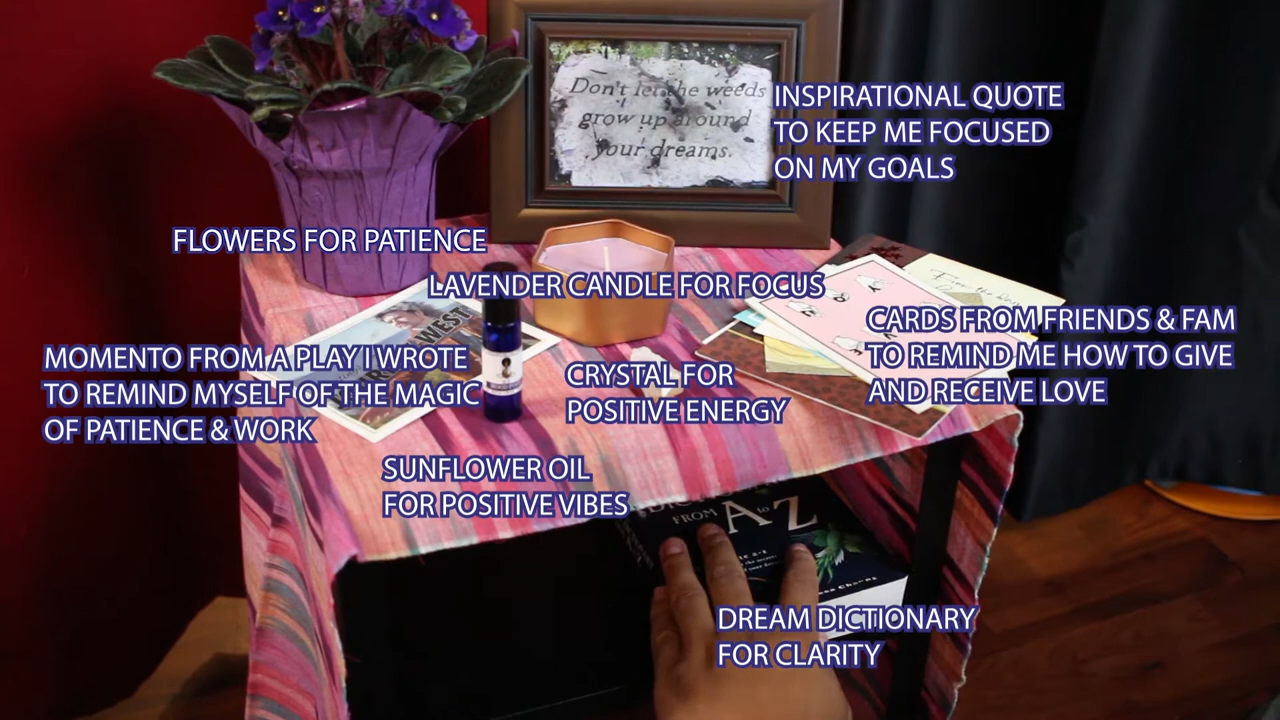 Don't let the weeds
grow up around
your dreams.
INSPIRATIONAL QUOTE
TO KEEP ME FOCUSED
ON MY GOALS
FLOWERS FOR PATIENCE
LAVENDER CANDLE FOR FOCUS
WEST
CARDS FROM FRIENDS & FAM
TO REMIND ME HOW TO GIVE
AND RECEIVE LOVE
MOMENTO FROM A PLAY I WROTE
TO REMIND MYSELF OF THE MAGIC
OF PATIENCE & WORK
CRYSTAL FOR
POSITIVE ENERGY
SUNFLOWER OIL
FOR POSITIVE VIBES
FROM A to Z
DREAM DICTIONARY
FOR CLARITY